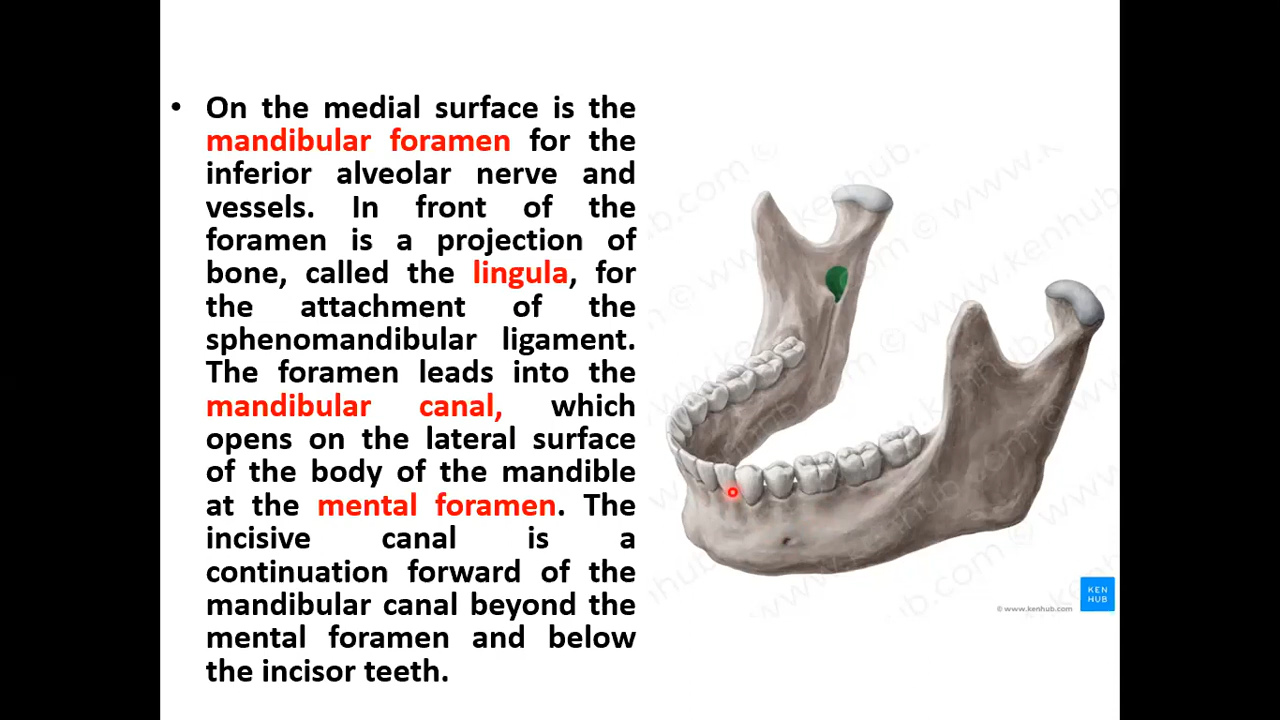 • On the medial surface is the
mandibular foramen for the
inferior alveolar nerve and
vessels. In front of the
foramen is a projection of
bone, called the lingula, for
the attachment of the
sphenomandibular ligament.
The foramen leads into the
mandibular canal, which
opens on the lateral surface
of the body of the mandible
at the mental foramen. The
incisive canal is a
continuation forward of the
mandibular canal beyond the
mental foramen and below
the incisor teeth.
KEN
HUB
© www.kenhub.com